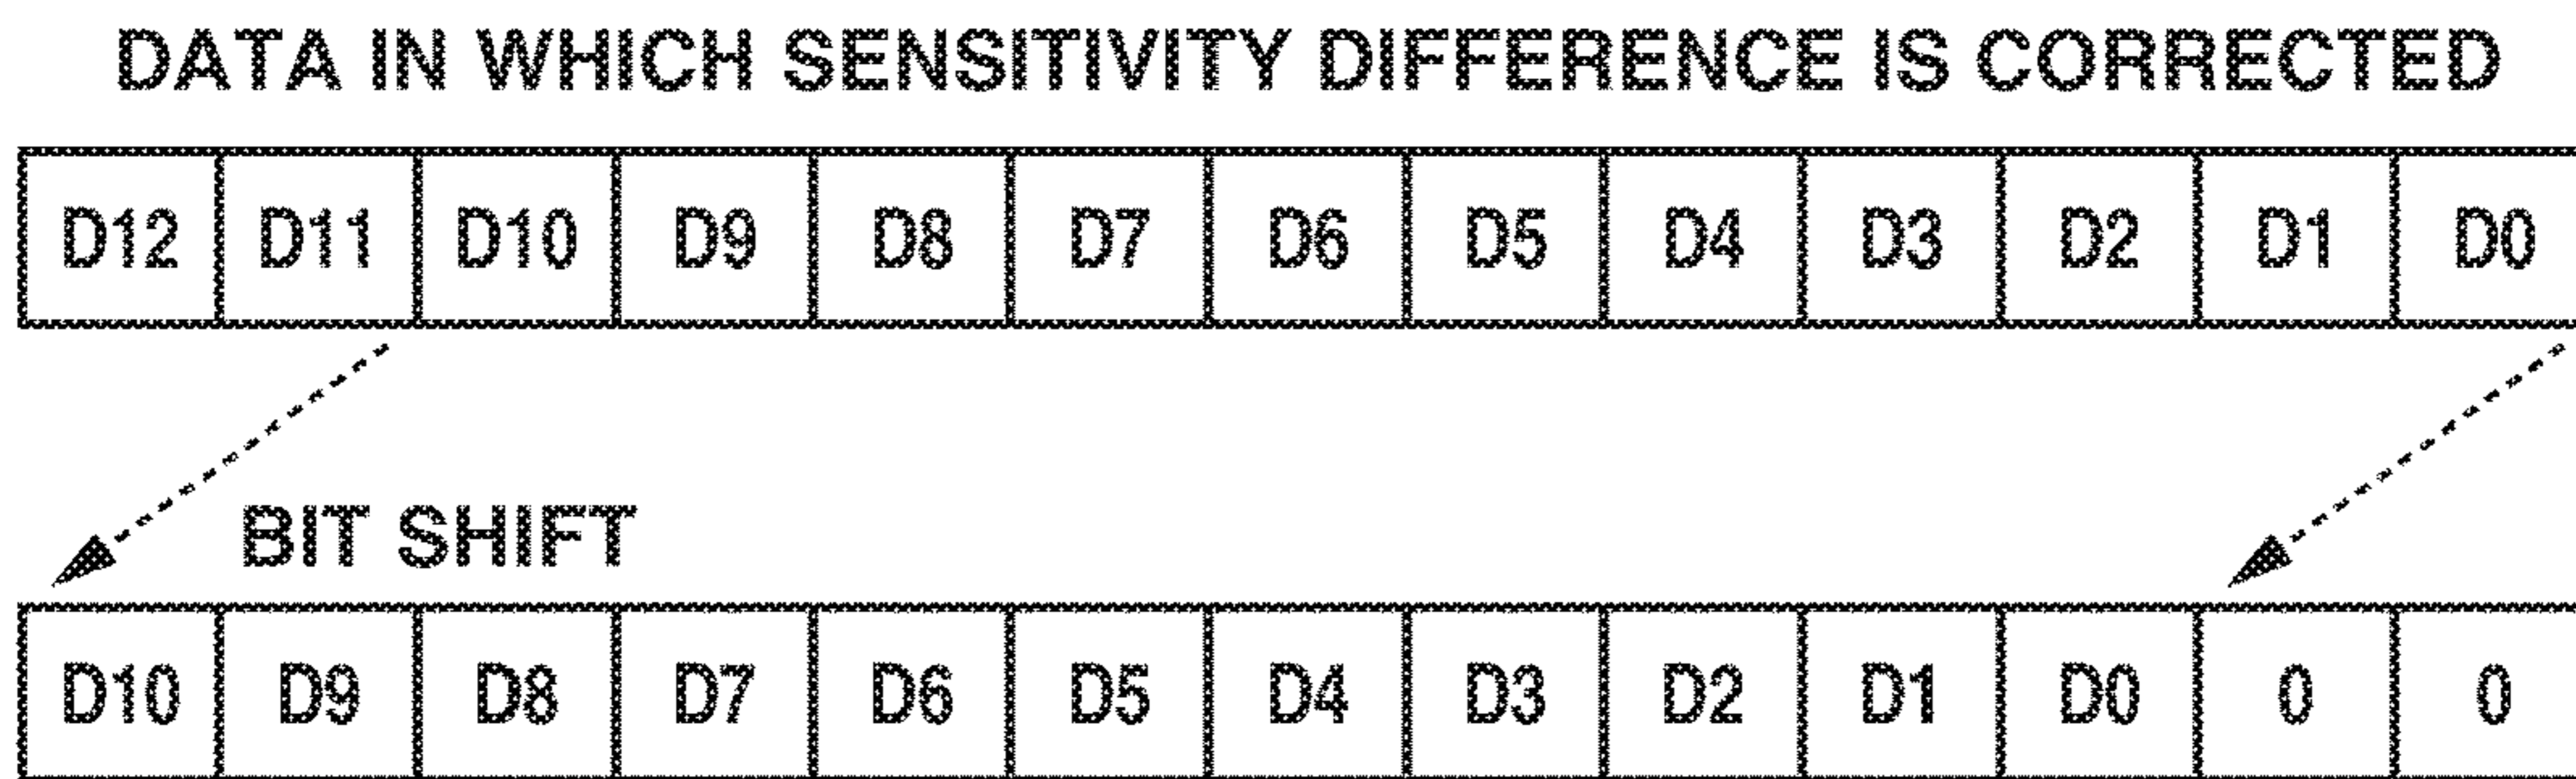 DATA IN WHICH SENSITIVITY DIFFERENCE IS CORRECTED
D12 D11 D10 D9 D8 D7 D6 D5 D4 D3 D2 D1 D0
BIT SHIFT
D10 D9 D8 D7 D6 D5 D4 D3 D2 D1 D0 0 0